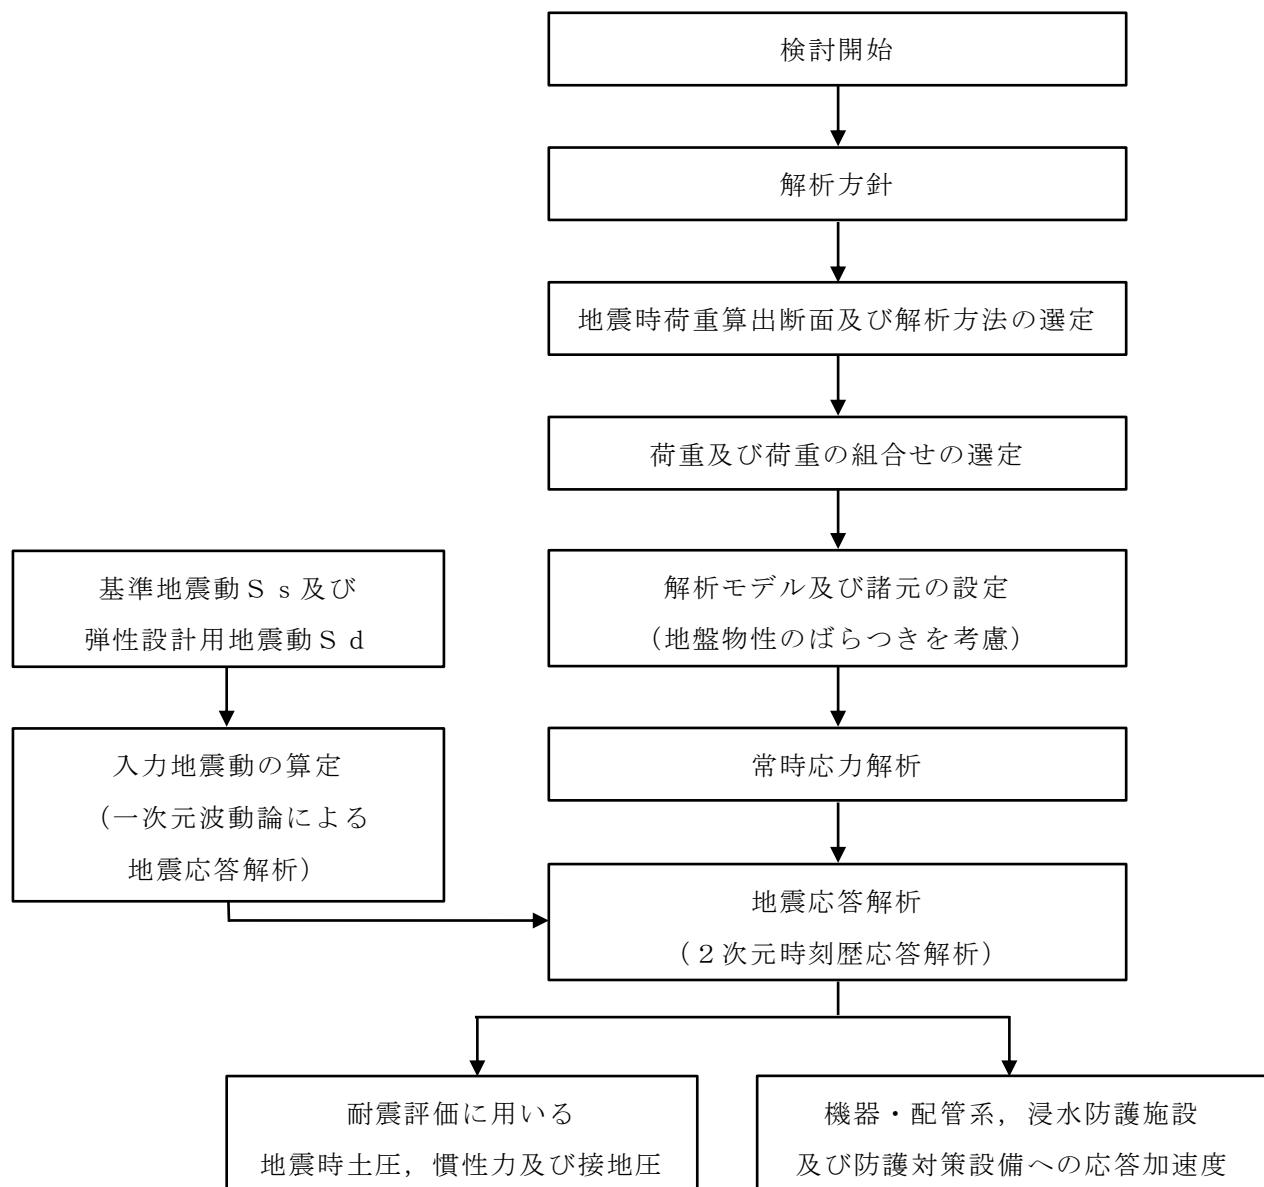 検討開始
解析方針
地震時荷重算出断面及び解析方法の選定
荷重及び荷重の組合せの選定
基準地震動Ｓｓ及び
弾性設計用地震動Ｓｄ
解析モデル及び諸元の設定
（地盤物性のばらつきを考慮）
入力地震動の算定
（一次元波動論による
地震応答解析）
常時応力解析
地震応答解析
（２次元時刻歴応答解析）
耐震評価に用いる
地震時土圧，慣性力及び接地圧
機器・配管系，浸水防護施設
及び防護対策設備への応答加速度